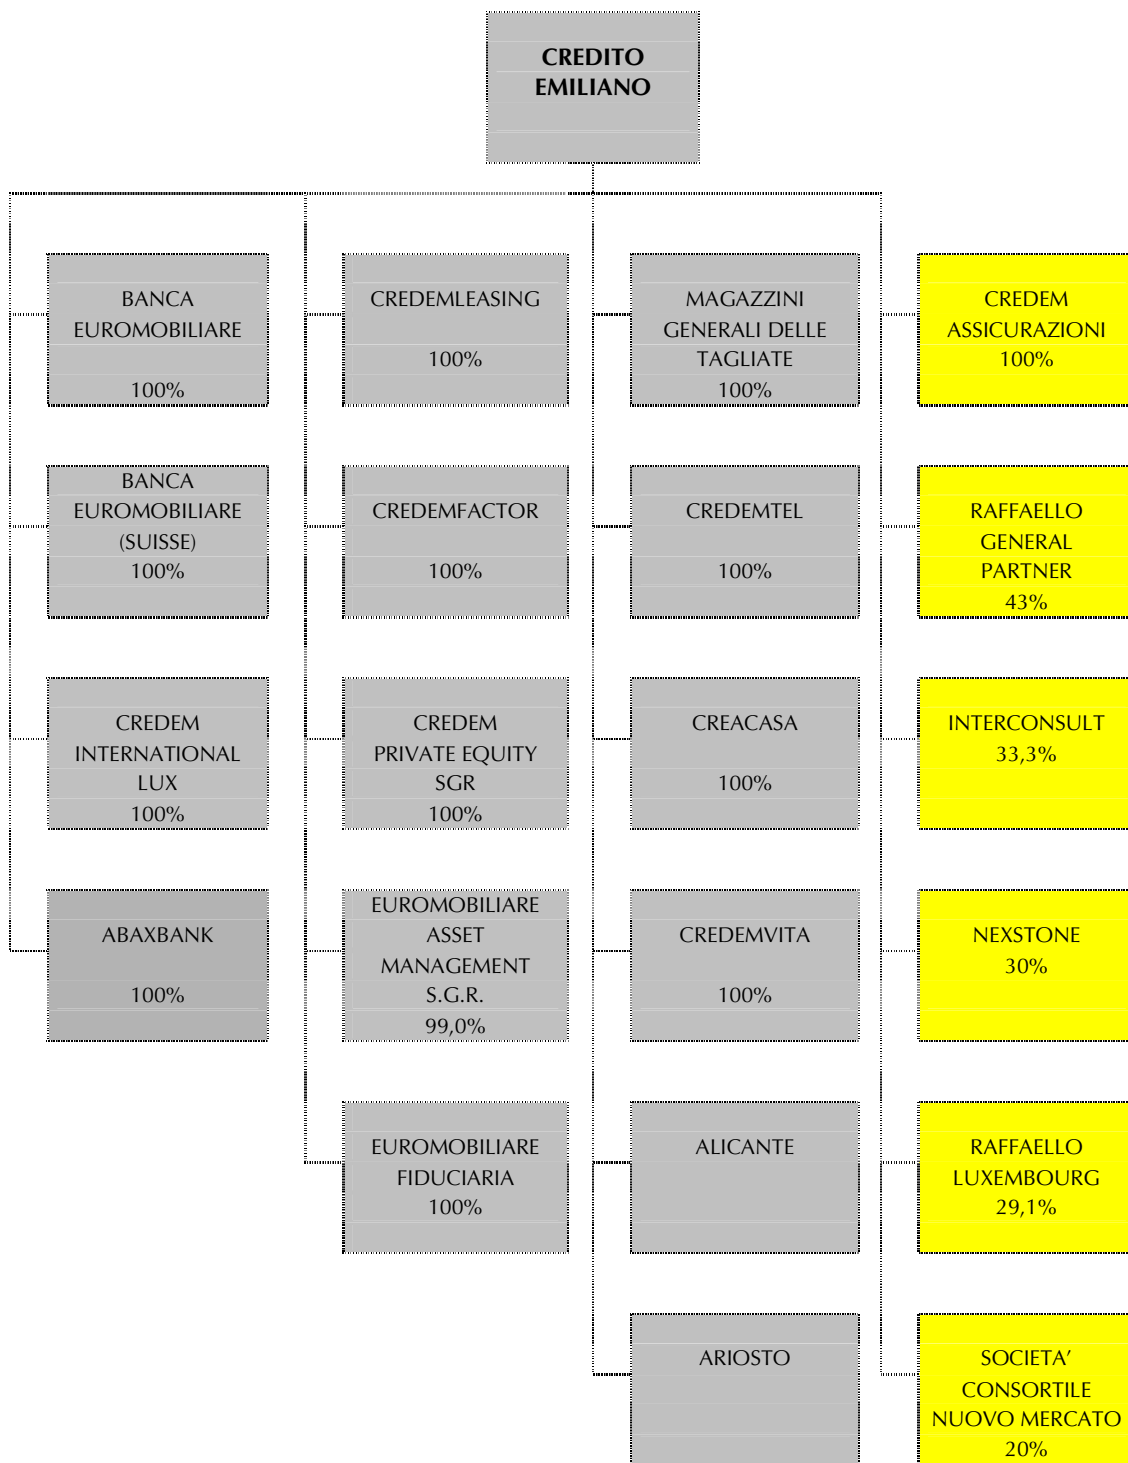 CREDITO
EMILIANO
BANCA
EUROMOBILIARE
100%
CREDEMLEASING
100%
MAGAZZINI
GENERALI DELLE
TAGLIATE
100%
CREDEM
ASSICURAZIONI
100%
BANCA
EUROMOBILIARE
(SUISSE)
100%
CREDEMFACTOR
100%
CREDEMTEL
100%
RAFFAELLO
GENERAL
PARTNER
43%
CREDEM
INTERNATIONAL
LUX
100%
CREDEM
PRIVATE EQUITY
SGR
100%
CREACASA
100%
INTERCONSULT
33,3%
ABAXBANK
100%
EUROMOBILIARE
ASSET
MANAGEMENT
S.G.R.
99,0%
CREDEMVITA
100%
NEXSTONE
30%
EUROMOBILIARE
FIDUCIARIA
100%
ALICANTE
RAFFAELLO
LUXEMBOURG
29,1%
ARIOSTO
SOCIETA’
CONSORTILE
NUOVO MERCATO
20%